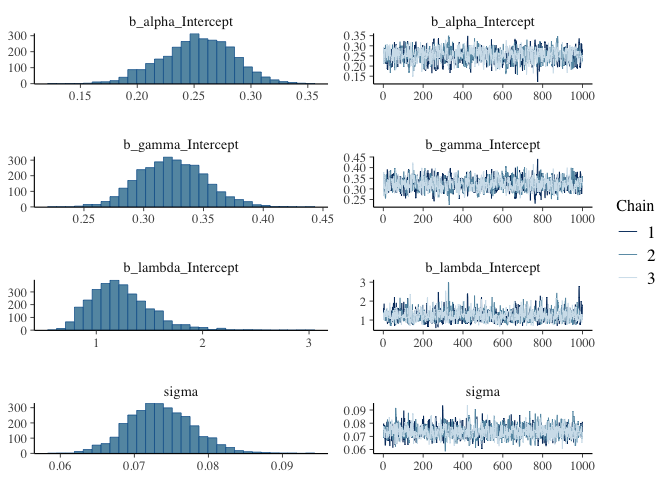 b_alpha_Intercept
300
200
100
0
0.15 0.20 0.25 0.30 0.35
b_alpha_Intercept
0.35
0.30
0.25
0.20
0.15
0 200 400 600 800 1000
b_gamma_Intercept
300
200
100
0
0.25 0.30 0.35 0.40 0.45
b_gamma_Intercept
0.45
0.40
0.35
0.30
0.25
0 200 400 600 800 1000
b_lambda_Intercept
300
200
100
0
1 2 3
b_lambda_Intercept
3
2
1
0 200 400 600 800 1000
sigma
300
200
100
0
0.06 0.07 0.08 0.09
sigma
0.09
0.08
0.07
0.06
0 200 400 600 800 1000
Chain
1
2
3